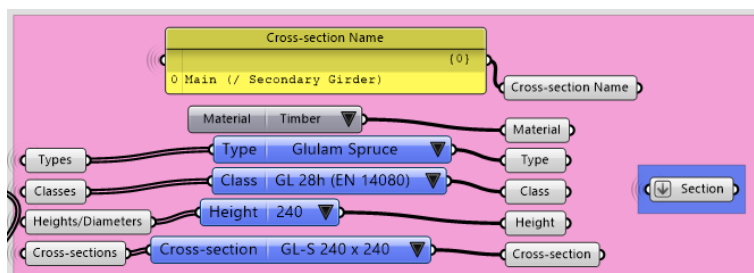 Cross-section Name
{0}
0 Main (/ Secondary Girder)
Cross-section Name
Material Timber Material
Types Type Glulam Spruce Type
Classes Class GL 28h (EN 14080) Class
Section
Heights/Diameters Height 240 Height
Cross-sections Cross-section GL-S 240 x 240 Cross-section